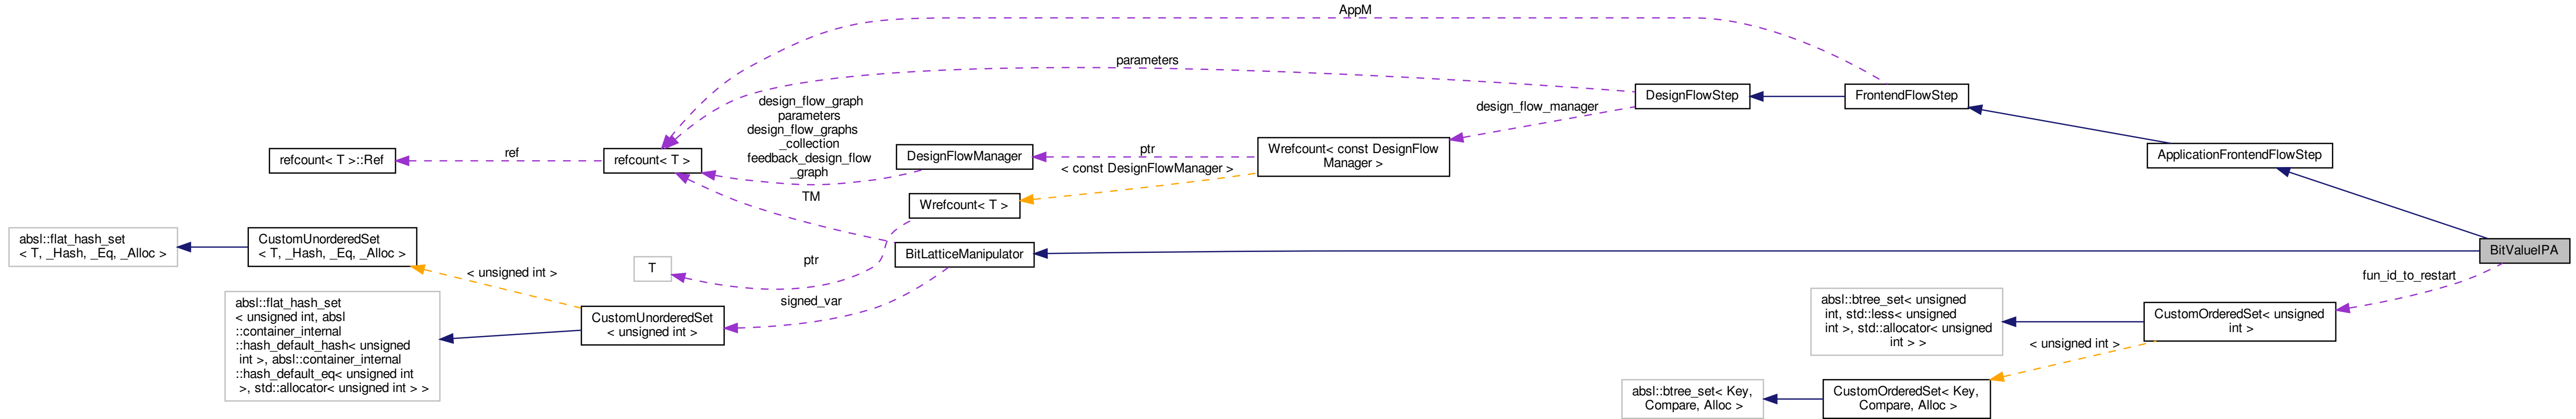 AppM
parameters
DesignFlowStep
FrontendFlowStep
design_flow_manager
design_flow_graph
parameters
design_flow_graphs
_collection
feedback_design_flow
_graph
refcount< T >::Ref
ref
refcount< T >
DesignFlowManager
ptr
< const DesignFlowManager >
Wrefcount< const DesignFlow
Manager >
ApplicationFrontendFlowStep
TM
Wrefcount< T >
absl::flat_hash_set
< T, _Hash, _Eq, _Alloc >
CustomUnorderedSet
< T, _Hash, _Eq, _Alloc >
< unsigned int >
T
ptr
BitLatticeManipulator
BitValueIPA
signed_var
fun_id_to_restart
absl::flat_hash_set
< unsigned int, absl
::container_internal
::hash_default_hash< unsigned
int >, absl::container_internal
::hash_default_eq< unsigned int
>, std::allocator< unsigned int > >
CustomUnorderedSet
< unsigned int >
absl::btree_set< unsigned
int, std::less< unsigned
int >, std::allocator< unsigned
int > >
CustomOrderedSet< unsigned
int >
< unsigned int >
absl::btree_set< Key,
Compare, Alloc >
CustomOrderedSet< Key,
Compare, Alloc >